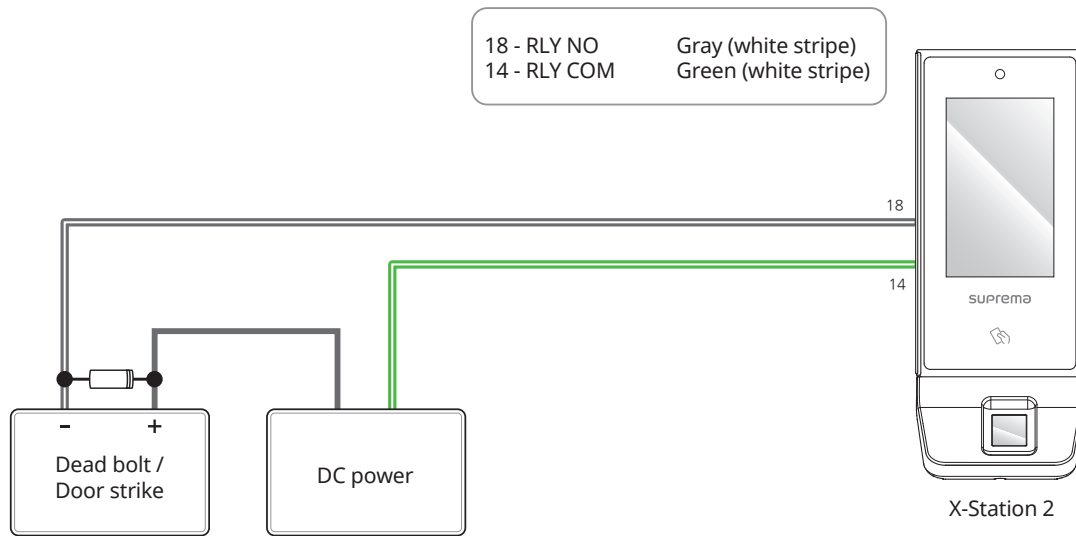 18 - RLY NO Gray (white stripe)
14 - RLY COM Green (white stripe)
18
14
suprema
- +
Dead bolt /
Door strike
DC power
X-Station 2